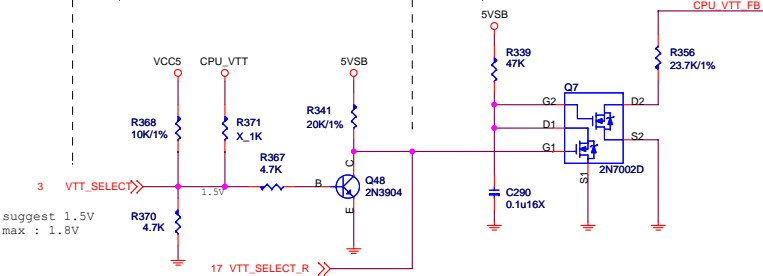 CPU_VTT_FB
5VSB
VCC5
CPU_VTT
5VSB
R339
47K
R356
23.7K/1%
Q7
G2
D2
D1
S2
G1
S1
2N7002D
R368
10K/1%
R371
X_1K
R341
20K/1%
R367
4.7K
C
B
E
Q48
2N3904
3 VTT_SELECT
1.5V
C290
0.1u16X
suggest 1.5V
max : 1.8V
R370
4.7K
17 VTT_SELECT_R